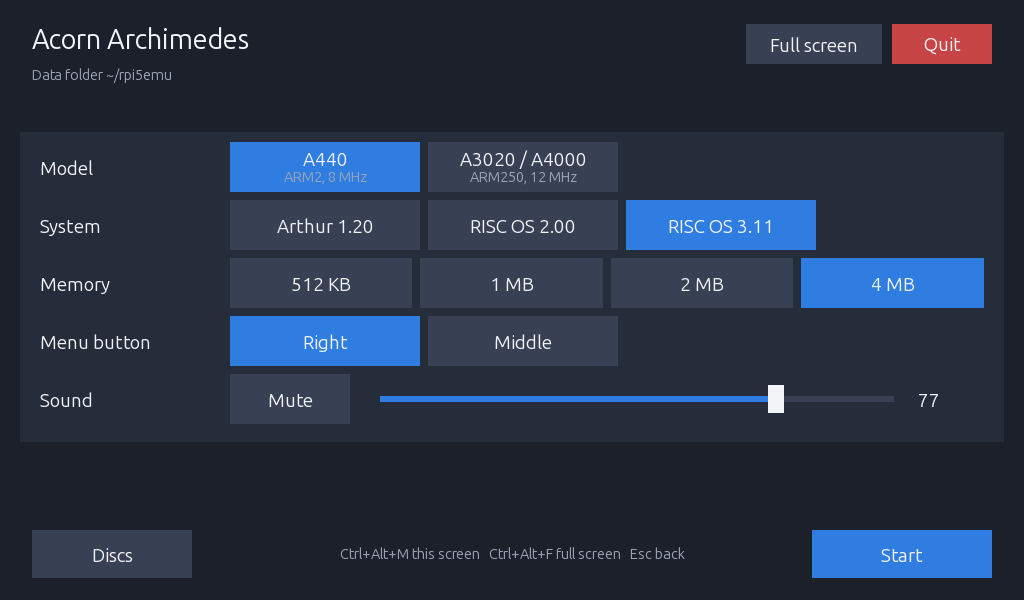 Acorn Archimedes
Full screen
Quit
Data folder ~/rpi5emu
Model
A440
ARM2, 8 MHz
A3020 / A4000
ARM250, 12 MHz
System
Arthur 1.20
RISC OS 2.00
RISC OS 3.11
Memory
512 KB
1 MB
2 MB
4 MB
Menu button
Right
Middle
Sound
Mute
77
Discs
Ctrl+Alt+M this screen   Ctrl+Alt+F full screen   Esc back
Start